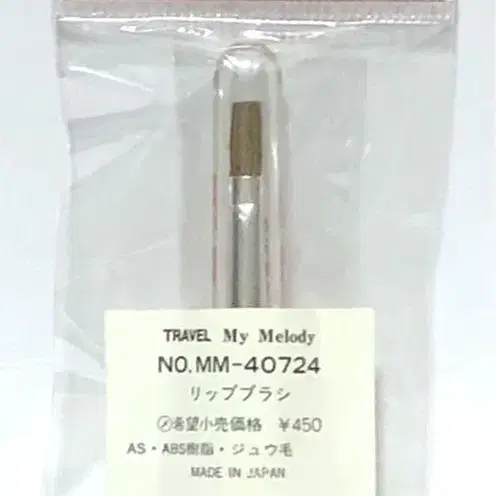 TRAVEL My Melody
NO.MM-40724
リップブラシ
㋱希望小売価格 ¥450
AS・ABS樹脂・ジュウ毛
MADE IN JAPAN